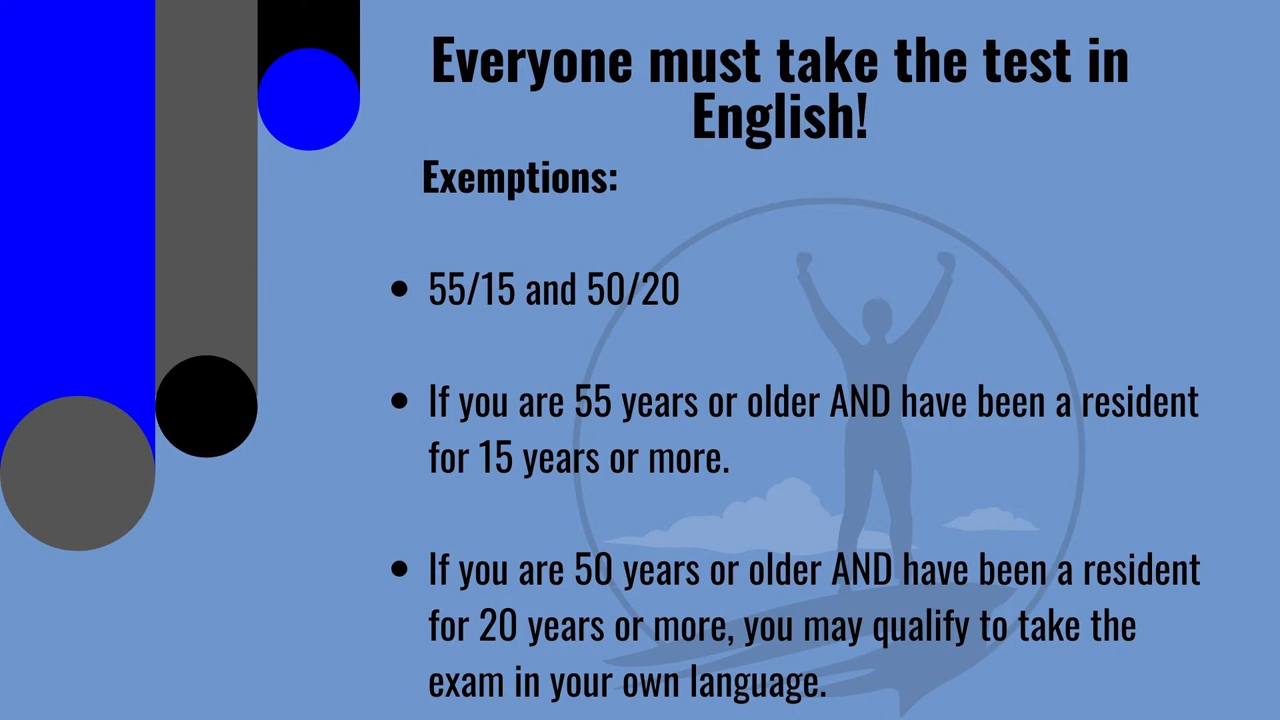 Everyone must take the test in
English!
Exemptions:
• 55/15 and 50/20
• If you are 55 years or older AND have been a resident
for 15 years or more.
• If you are 50 years or older AND have been a resident
for 20 years or more, you may qualify to take the
exam in your own language.